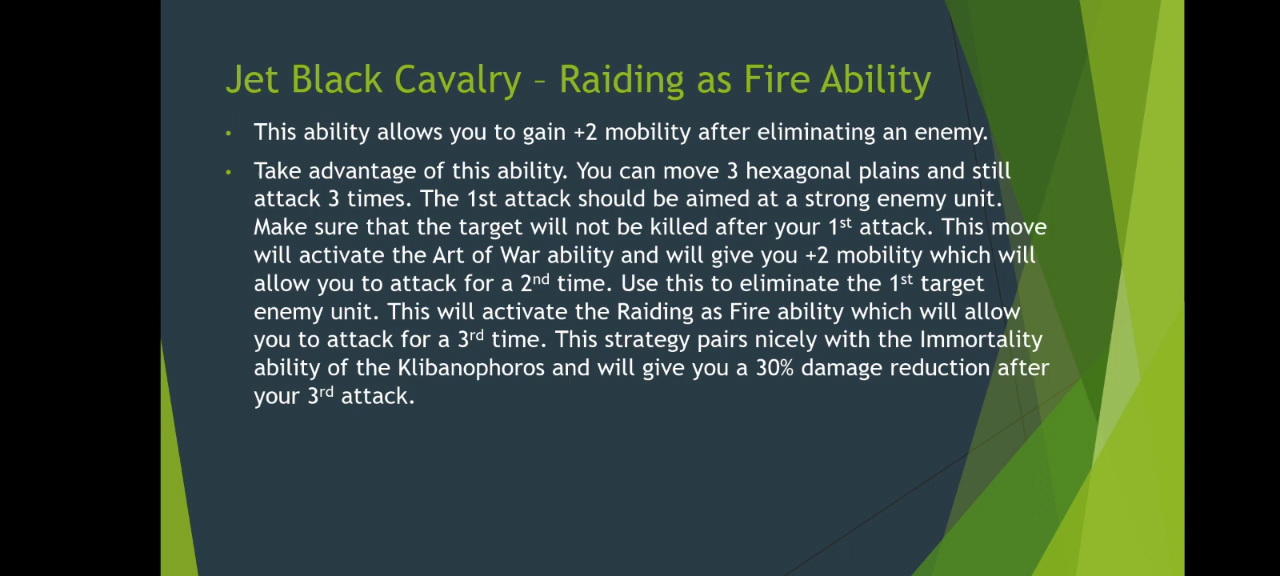 Jet Black Cavalry – Raiding as Fire Ability
• This ability allows you to gain +2 mobility after eliminating an enemy.
• Take advantage of this ability. You can move 3 hexagonal plains and still
attack 3 times. The 1st attack should be aimed at a strong enemy unit.
Make sure that the target will not be killed after your 1st attack. This move
will activate the Art of War ability and will give you +2 mobility which will
allow you to attack for a 2nd time. Use this to eliminate the 1st target
enemy unit. This will activate the Raiding as Fire ability which will allow
you to attack for a 3rd time. This strategy pairs nicely with the Immortality
ability of the Klibanophoros and will give you a 30% damage reduction after
your 3rd attack.